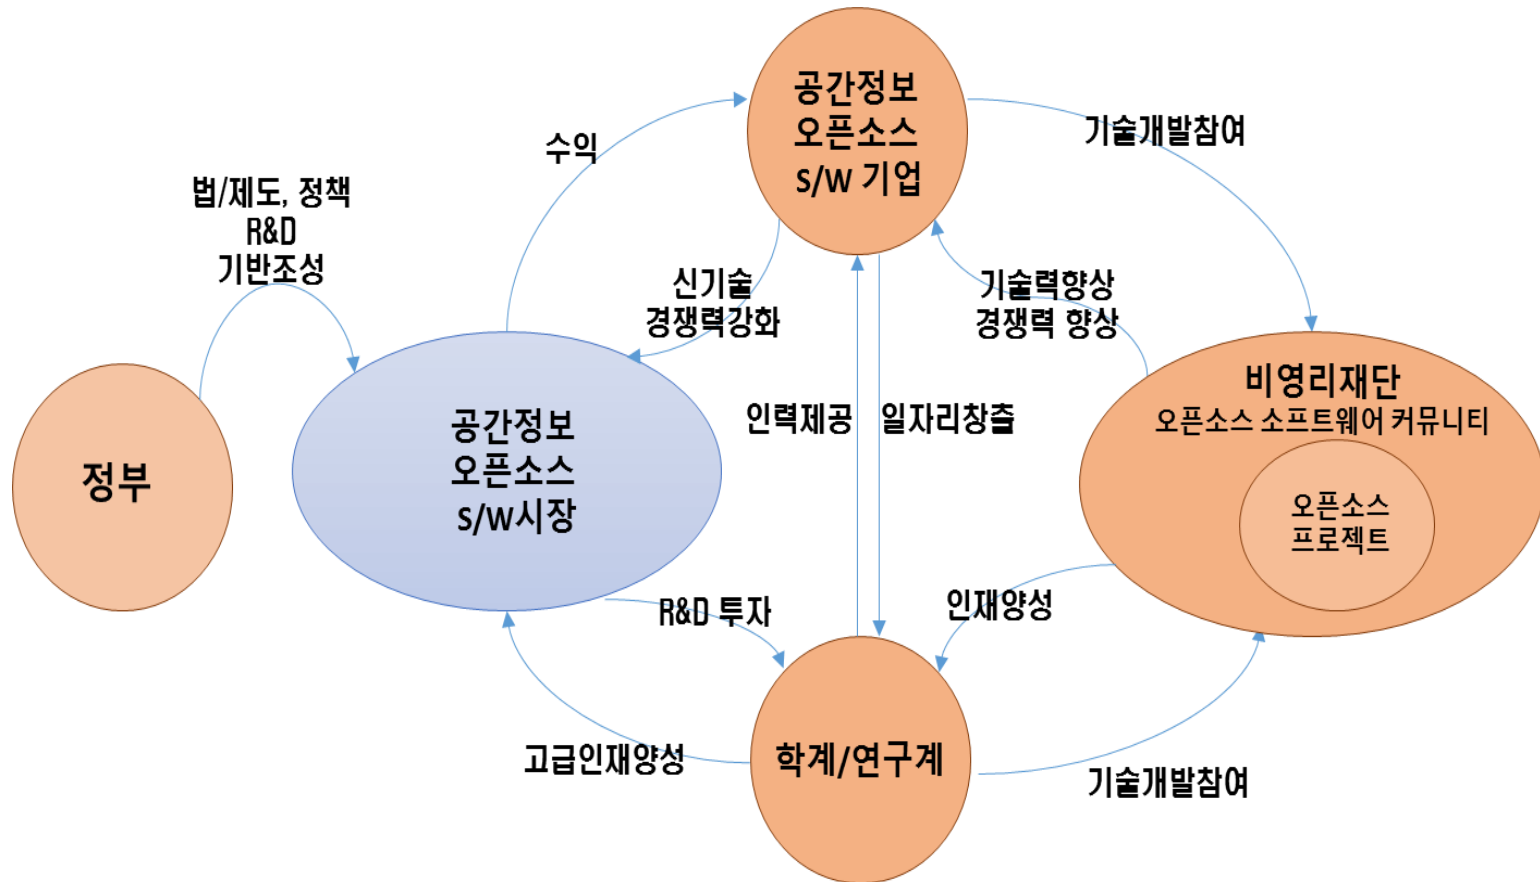 공간정보
오픈소스
S/W 기업
수익
기술개발참여
법/제도, 정책
R&D
기반조성
신기술
경쟁력강화
기술력향상
경쟁력 향상
비영리재단
오픈소스 소프트웨어 커뮤니티
오픈소스
프로젝트
공간정보
오픈소스
S/W시장
인력제공
일자리창출
정부
R&D 투자
인재양성
고급인재양성
학계/연구계
기술개발참여